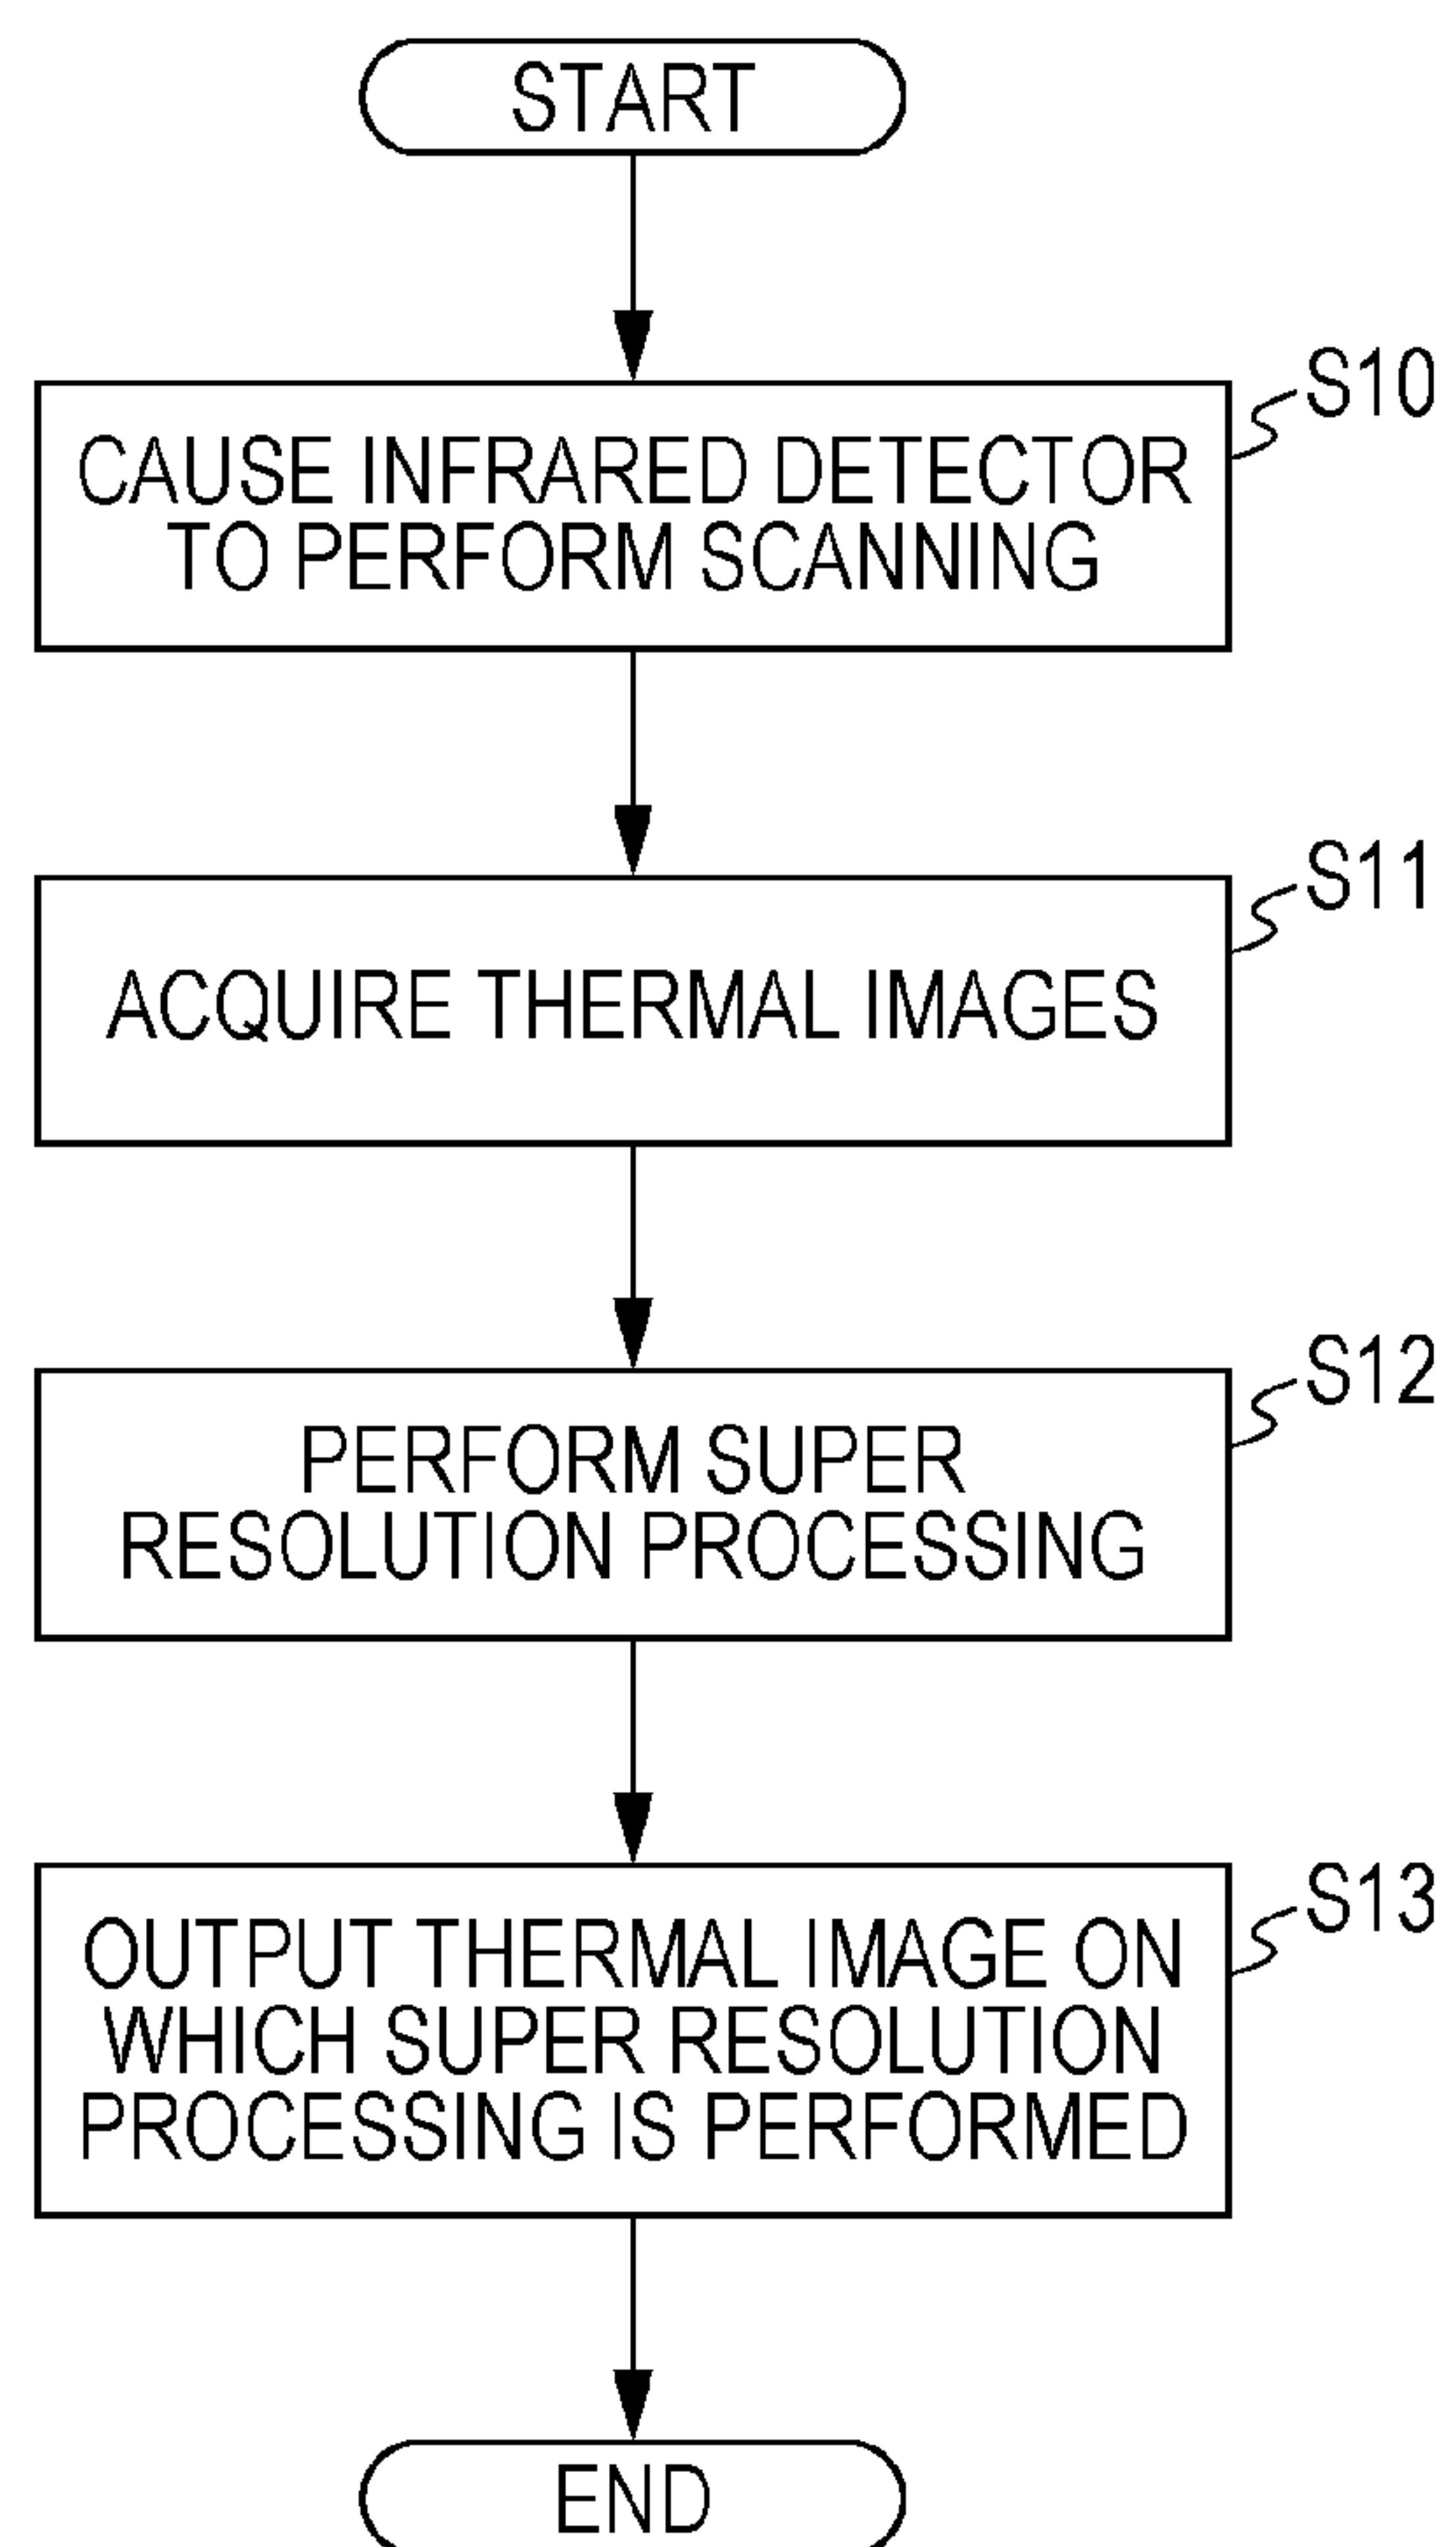 START
S10
CAUSE INFRARED DETECTOR
TO PERFORM SCANNING
S11
ACQUIRE THERMAL IMAGES
S12
PERFORM SUPER
RESOLUTION PROCESSING
S13
OUTPUT THERMAL IMAGE ON
WHICH SUPER RESOLUTION
PROCESSING IS PERFORMED
END